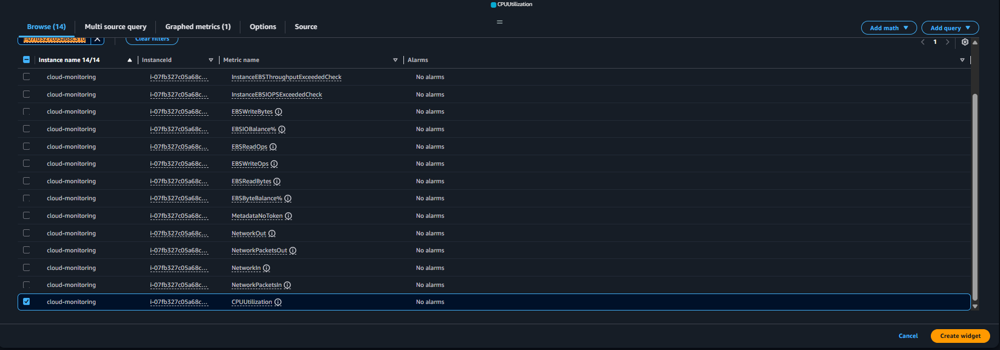 CPUUtilization
Browse (14) Multi source query Graphed metrics (1) Options Source Add math Add query
i-07fb327c05a68c510 Clear filters 1
Instance name 14/14 InstanceId Metric name Alarms
cloud-monitoring i-07fb327c05a68c... InstanceEBSThroughputExceededCheck No alarms
cloud-monitoring i-07fb327c05a68c... InstanceEBSIOPSExceededCheck No alarms
cloud-monitoring i-07fb327c05a68c... EBSWriteBytes No alarms
cloud-monitoring i-07fb327c05a68c... EBSIOBalance% No alarms
cloud-monitoring i-07fb327c05a68c... EBSReadOps No alarms
cloud-monitoring i-07fb327c05a68c... EBSWriteOps No alarms
cloud-monitoring i-07fb327c05a68c... EBSReadBytes No alarms
cloud-monitoring i-07fb327c05a68c... EBSByteBalance% No alarms
cloud-monitoring i-07fb327c05a68c... MetadataNoToken No alarms
cloud-monitoring i-07fb327c05a68c... NetworkOut No alarms
cloud-monitoring i-07fb327c05a68c... NetworkPacketsOut No alarms
cloud-monitoring i-07fb327c05a68c... NetworkIn No alarms
cloud-monitoring i-07fb327c05a68c... NetworkPacketsIn No alarms
cloud-monitoring i-07fb327c05a68c... CPUUtilization No alarms
Cancel Create widget